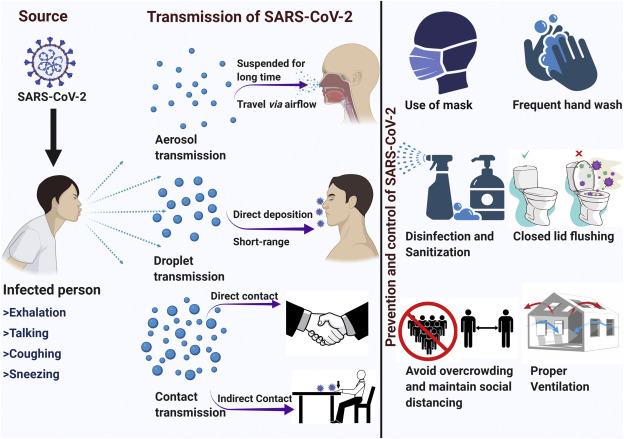 Source
SARS-CoV-2
Infected person
>Exhalation
>Talking
>Coughing
>Sneezing
Transmission of SARS-CoV-2
Suspended for
long time
Travel via airflow
Aerosol
transmission
Direct deposition
Short-range
Droplet
transmission
Direct contact
Contact
transmission
Indirect Contact
Prevention and control of SARS-CoV-2
Use of mask
Frequent hand wash
Disinfection and
Sanitization
Closed lid flushing
Avoid overcrowding
and maintain social
distancing
Proper
Ventilation